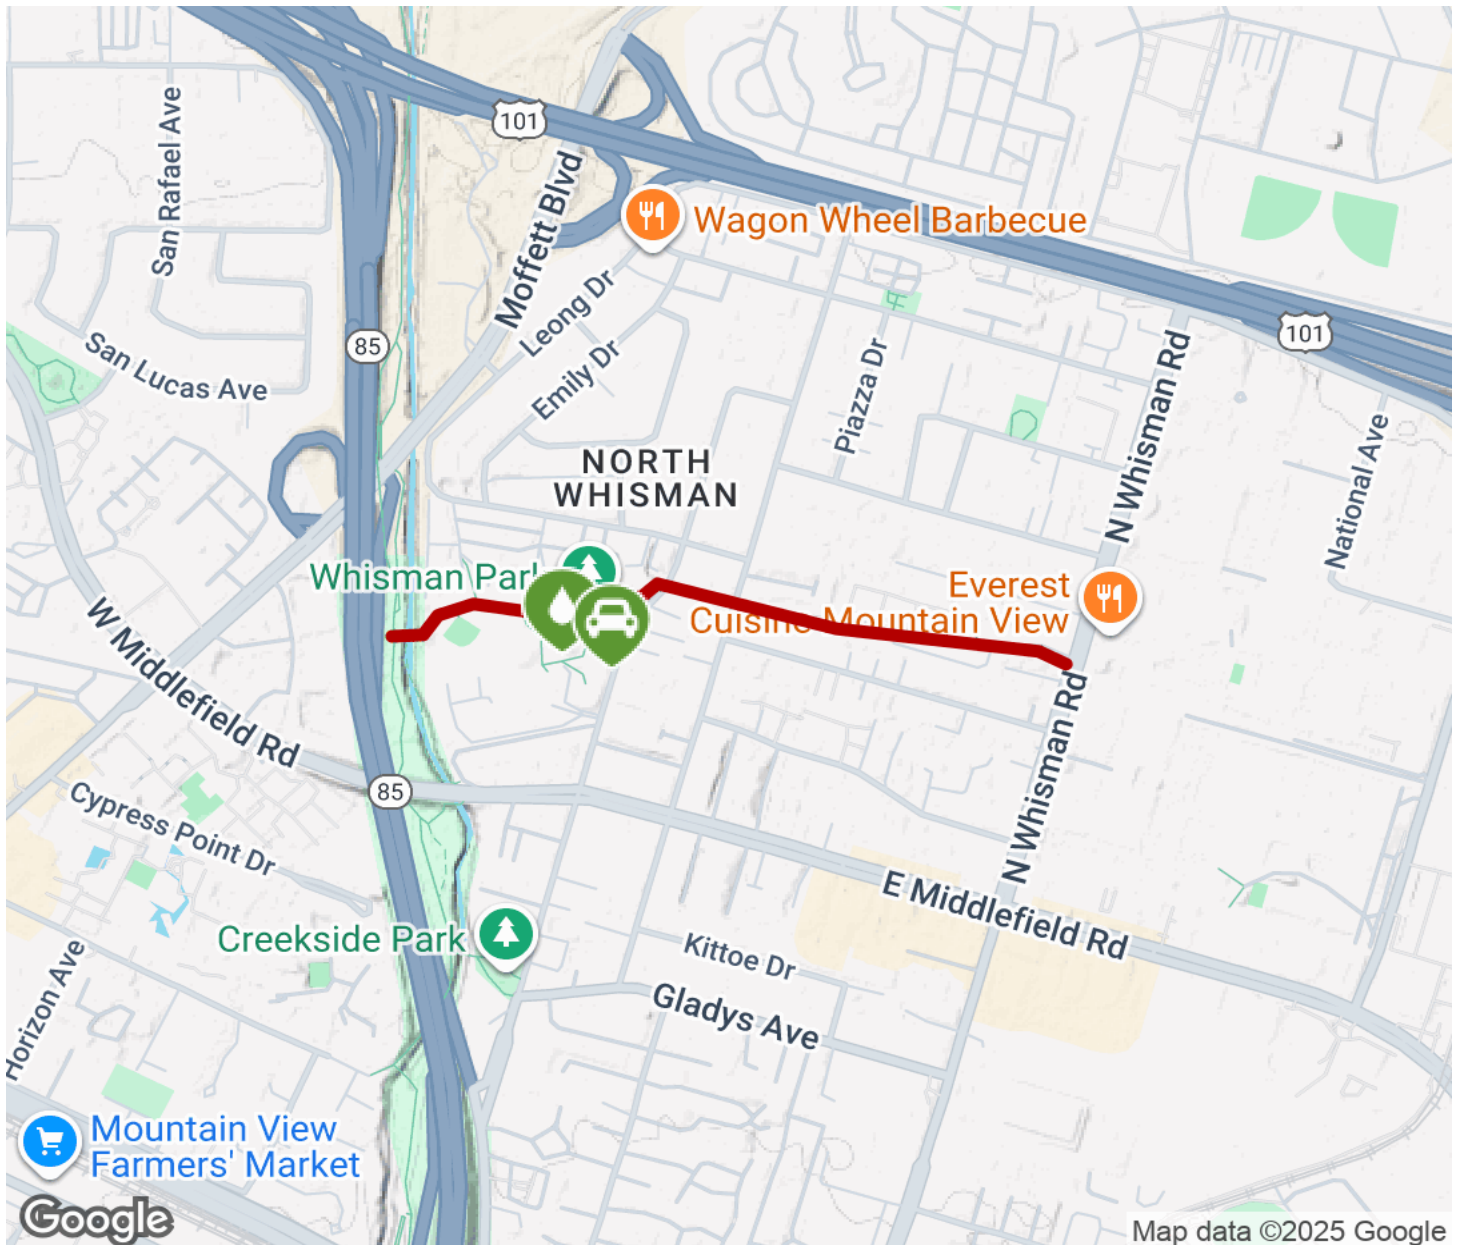 101
San Rafael Ave
Moffett Blvd
Wagon Wheel Barbecue
Leong Dr
101
85
San Lucas Ave
Emily Dr
Piazza Dr
N Whisman Rd
National Ave
NORTH
WHISMAN
Whisman Park
Everest
Cuisine Mountain View
W Middlefield Rd
N Whisman Rd
85
Cypress Point Dr
E Middlefield Rd
Creekside Park
Kittoe Dr
Horizon Ave
Gladys Ave
Mountain View
Farmers' Market
Google
Map data ©2025 Google